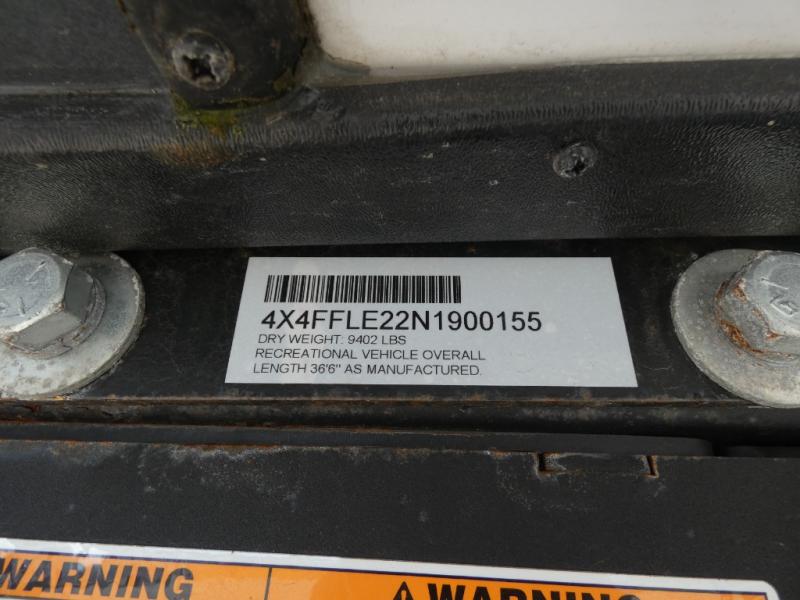 4X4FFLE22N1900155
DRY WEIGHT: 9402 LBS
RECREATIONAL VEHICLE OVERALL
LENGTH 36'6" AS MANUFACTURED.
WARNING
WARNING